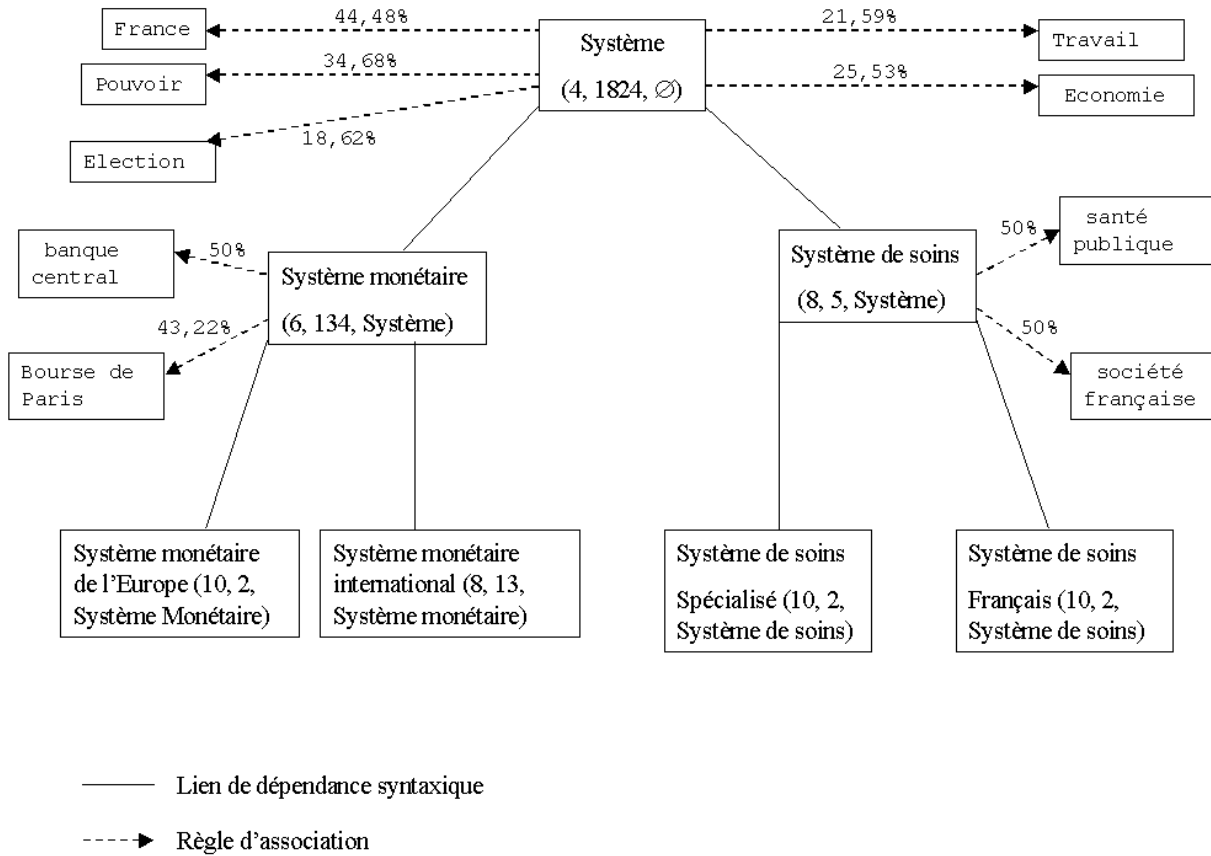 France
44,48%
Système
(4, 1824, ∅)
21,59%
Travail
Pouvoir
34,68%
25,53%
Economie
Election
18,62%
banque
central
50%
Système monétaire
(6, 134, Système)
43,22%
Bourse de
Paris
Système de soins
(8, 5, Système)
50%
santé
publique
50%
société
française
Système monétaire
de l'Europe (10, 2,
Système Monétaire)
Système monétaire
international (8, 13,
Système monétaire)
Système de soins
Spécialisé (10, 2,
Système de soins)
Système de soins
Français (10, 2,
Système de soins)
Lien de dépendance syntaxique
Règle d'association